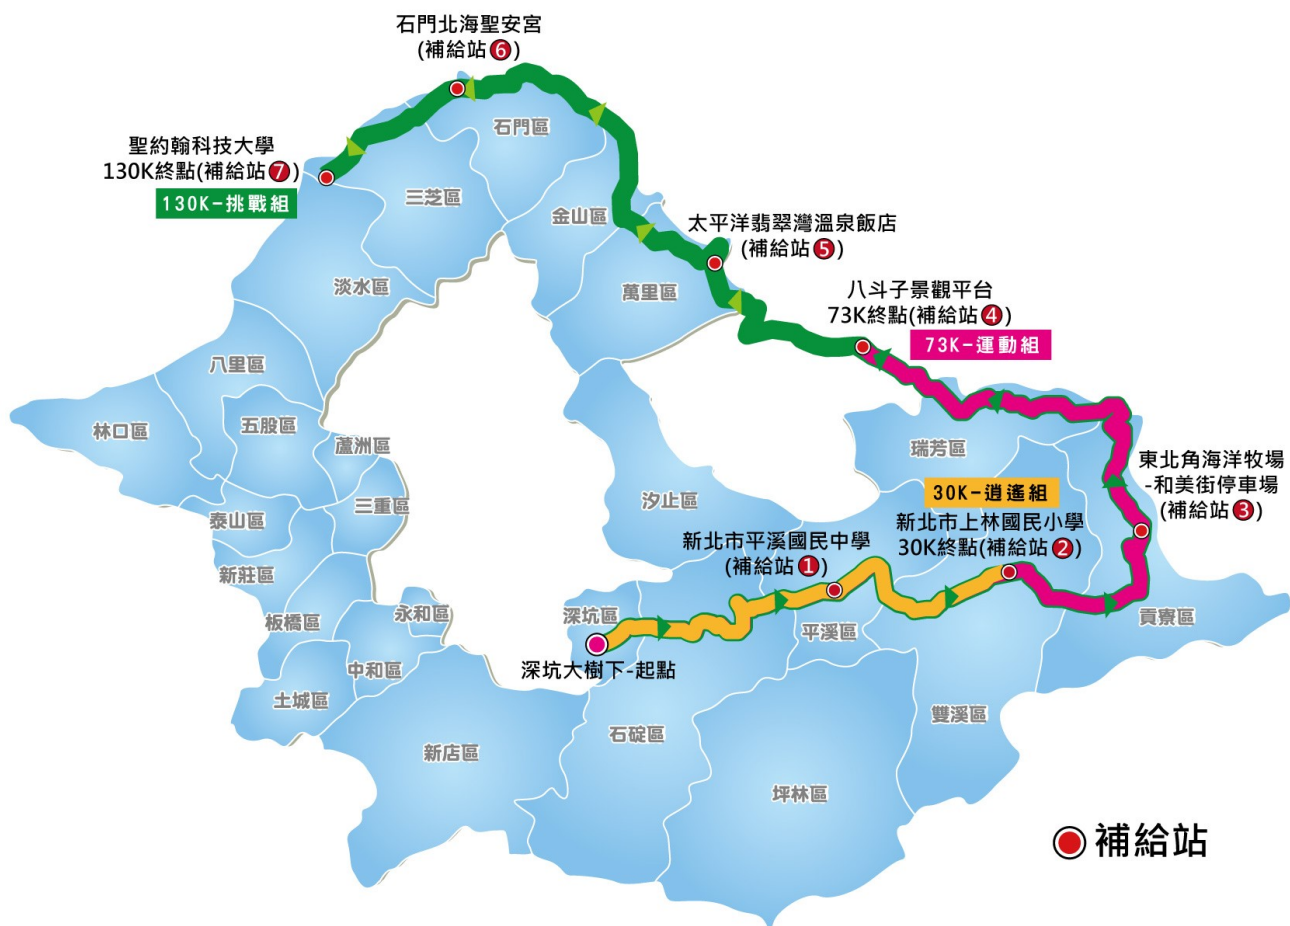 石門北海聖安宮
(補給站6)
石門區
聖約翰科技大學
130K終點(補給站7)
130K-挑戰組
三芝區
金山區
太平洋翡翠灣溫泉飯店
(補給站5)
淡水區
萬里區
八斗子景觀平台
73K終點(補給站4)
73K-運動組
八里區
林口區
五股區
蘆洲區
瑞芳區
東北角海洋牧場
-和美街停車場
(補給站3)
汐止區
30K-逍遙組
新北市上林國民小學
30K終點(補給站2)
三重區
泰山區
新北市平溪國民中學
(補給站1)
新莊區
板橋區
永和區
深坑區
平溪區
貢寮區
中和區
深坑大樹下-起點
土城區
雙溪區
新店區
石碇區
坪林區
補給站